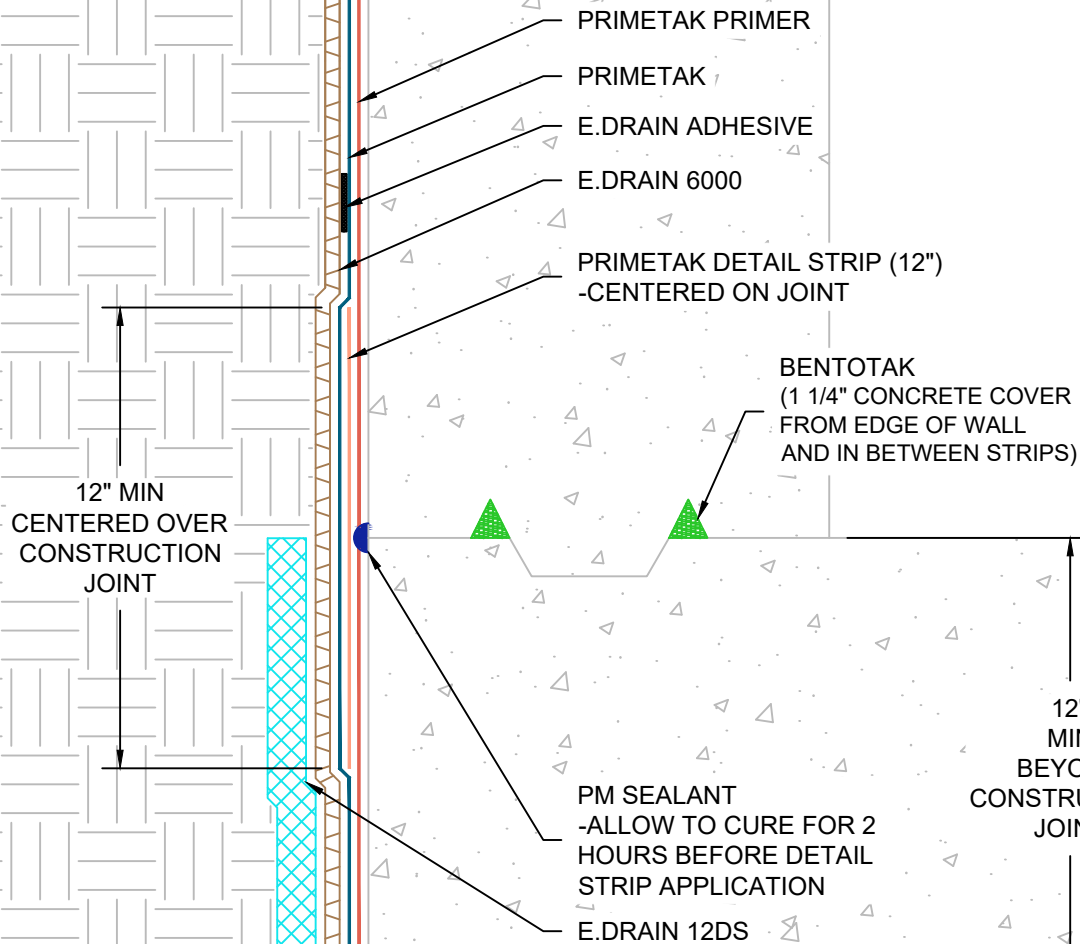 PRIMETAK PRIMER
PRIMETAK
E.DRAIN ADHESIVE
E.DRAIN 6000
PRIMETAK DETAIL STRIP (12")
-CENTERED ON JOINT
BENTOTAK
(1 1/4" CONCRETE COVER
FROM EDGE OF WALL
AND IN BETWEEN STRIPS)
12" MIN
CENTERED OVER
CONSTRUCTION
JOINT
PM SEALANT
-ALLOW TO CURE FOR 2
HOURS BEFORE DETAIL
STRIP APPLICATION
E.DRAIN 12DS